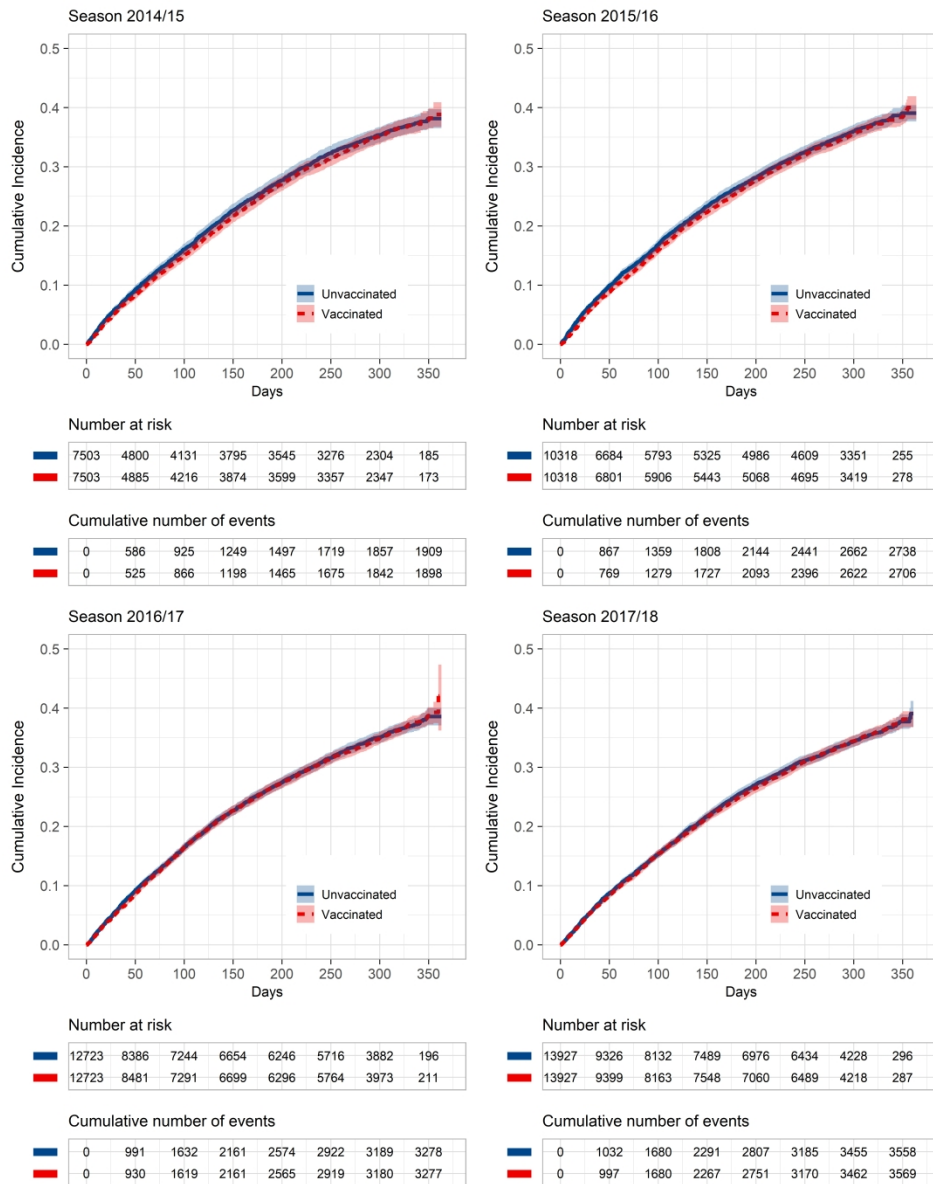 Season 2014/15
Cumulative Incidence
0.5
0.4
0.3
0.2
0.1
0.0
Unvaccinated
Vaccinated
0 50 100 150 200 250 300 350
Days
Number at risk
7503 4800 4131 3795 3545 3276 2304 185
7503 4885 4216 3874 3599 3357 2347 173
Cumulative number of events
0 586 925 1249 1497 1719 1857 1909
0 525 866 1198 1465 1675 1842 1898
Season 2015/16
Cumulative Incidence
0.5
0.4
0.3
0.2
0.1
0.0
Unvaccinated
Vaccinated
0 50 100 150 200 250 300 350
Days
Number at risk
10318 6684 5793 5325 4986 4609 3351 255
10318 6801 5906 5443 5068 4695 3419 278
Cumulative number of events
0 867 1359 1808 2144 2441 2662 2738
0 769 1279 1727 2093 2396 2622 2706
Season 2016/17
Cumulative Incidence
0.5
0.4
0.3
0.2
0.1
0.0
Unvaccinated
Vaccinated
0 50 100 150 200 250 300 350
Days
Number at risk
12723 8386 7244 6654 6246 5716 3882 196
12723 8481 7291 6699 6296 5764 3973 211
Cumulative number of events
0 991 1632 2161 2574 2922 3189 3278
0 930 1619 2161 2565 2919 3180 3277
Season 2017/18
Cumulative Incidence
0.5
0.4
0.3
0.2
0.1
0.0
Unvaccinated
Vaccinated
0 50 100 150 200 250 300 350
Days
Number at risk
13927 9326 8132 7489 6976 6434 4228 296
13927 9399 8163 7548 7060 6489 4218 287
Cumulative number of events
0 1032 1680 2291 2807 3185 3455 3558
0 997 1680 2267 2751 3170 3462 3569